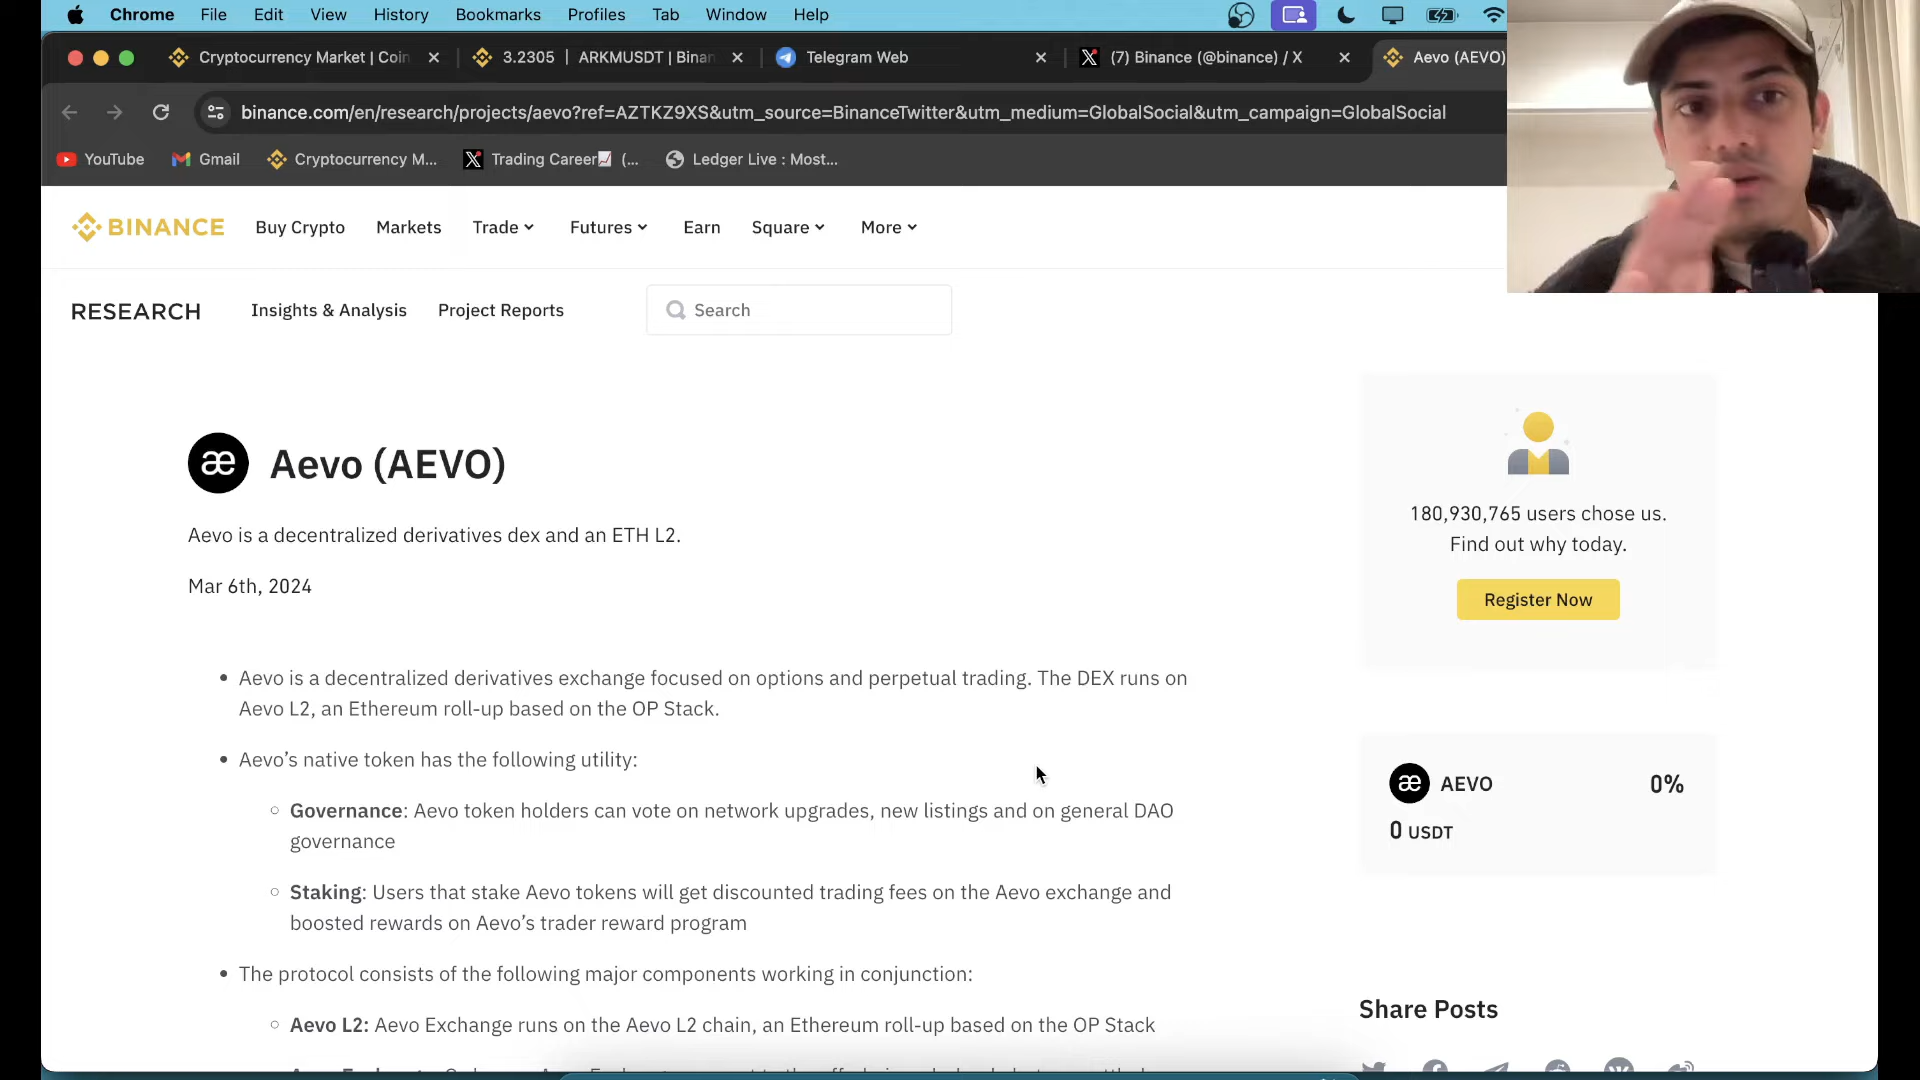 Chrome File Edit View History Bookmarks Profiles Tab Window Help
Cryptocurrency Market | Coin
3.2305 | ARKMUSDT | Binan
Telegram Web
(7) Binance (@binance) / X
Aevo (AEVO)
binance.com/en/research/projects/aevo?ref=AZTKZ9XS&utm_source=BinanceTwitter&utm_medium=GlobalSocial&utm_campaign=GlobalSocial
YouTube Gmail Cryptocurrency M... Trading Career📈 (... Ledger Live : Most...
BINANCE Buy Crypto Markets Trade Futures Earn Square More
RESEARCH Insights & Analysis Project Reports Search
æ Aevo (AEVO)
Aevo is a decentralized derivatives dex and an ETH L2.
Mar 6th, 2024
• Aevo is a decentralized derivatives exchange focused on options and perpetual trading. The DEX runs on
Aevo L2, an Ethereum roll-up based on the OP Stack.
• Aevo’s native token has the following utility:
○ Governance: Aevo token holders can vote on network upgrades, new listings and on general DAO
governance
○ Staking: Users that stake Aevo tokens will get discounted trading fees on the Aevo exchange and
boosted rewards on Aevo’s trader reward program
• The protocol consists of the following major components working in conjunction:
○ Aevo L2: Aevo Exchange runs on the Aevo L2 chain, an Ethereum roll-up based on the OP Stack
180,930,765 users chose us.
Find out why today.
Register Now
æ AEVO 0%
0 USDT
Share Posts